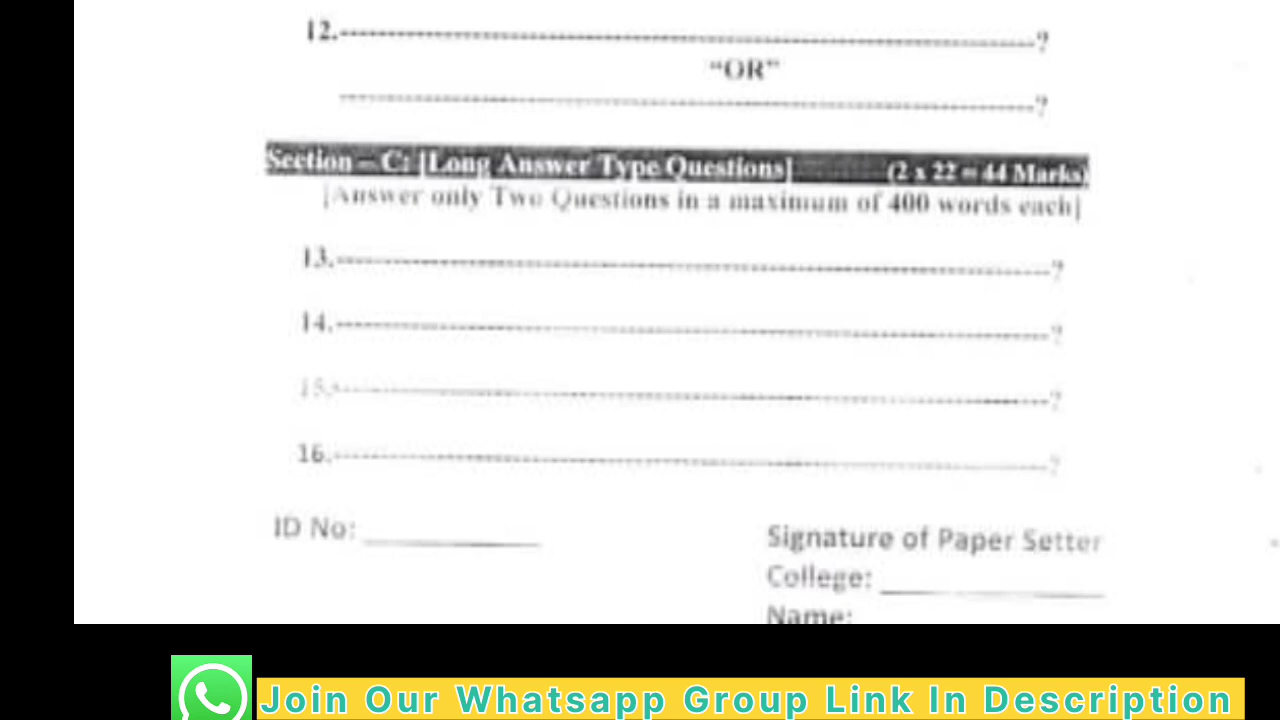 12.--------------------------------------------------?
“OR”
--------------------------------------------------?
Section – C: [Long Answer Type Questions] (2 x 22 = 44 Marks)
[Answer only Two Questions in a maximum of 400 words each]
13.--------------------------------------------------?
14.--------------------------------------------------?
15.--------------------------------------------------?
16.--------------------------------------------------?
ID No: ____________
Signature of Paper Setter
College: ________________
Name:
Join Our Whatsapp Group Link In Description